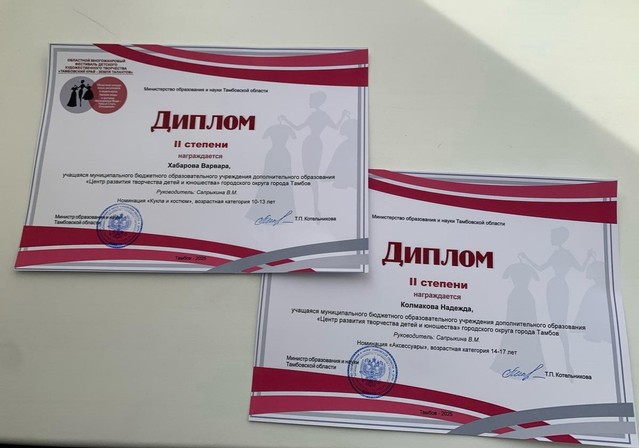 ОБЛАСТНОЙ МНОГОЖАНРОВЫЙ
ФЕСТИВАЛЬ ДЕТСКОГО
ХУДОЖЕСТВЕННОГО ТВОРЧЕСТВА
«ТАМБОВСКИЙ КРАЙ - ЗЕМЛЯ ТАЛАНТОВ»
Министерство образования и науки Тамбовской области
ДИПЛОМ
II степени
награждается
Хабарова Варвара,
учащаяся муниципального бюджетного образовательного учреждения дополнительного образования
«Центр развития творчества детей и юношества» городского округа города Тамбов
Руководитель: Сапрыкина В.М.
Номинация «Кукла и костюм», возрастная категория 10-13 лет
Министр образования и науки
Тамбовской области
Т.П. Котельникова
Министерство образования и науки Тамбовской области
ДИПЛОМ
II степени
награждается
Колмакова Надежда,
учащаяся муниципального бюджетного образовательного учреждения дополнительного образования
«Центр развития творчества детей и юношества» городского округа города Тамбов
Руководитель: Сапрыкина В.М.
Номинация «Аксессуары», возрастная категория 14-17 лет
Министр образования и науки
Тамбовской области
Т.П. Котельникова